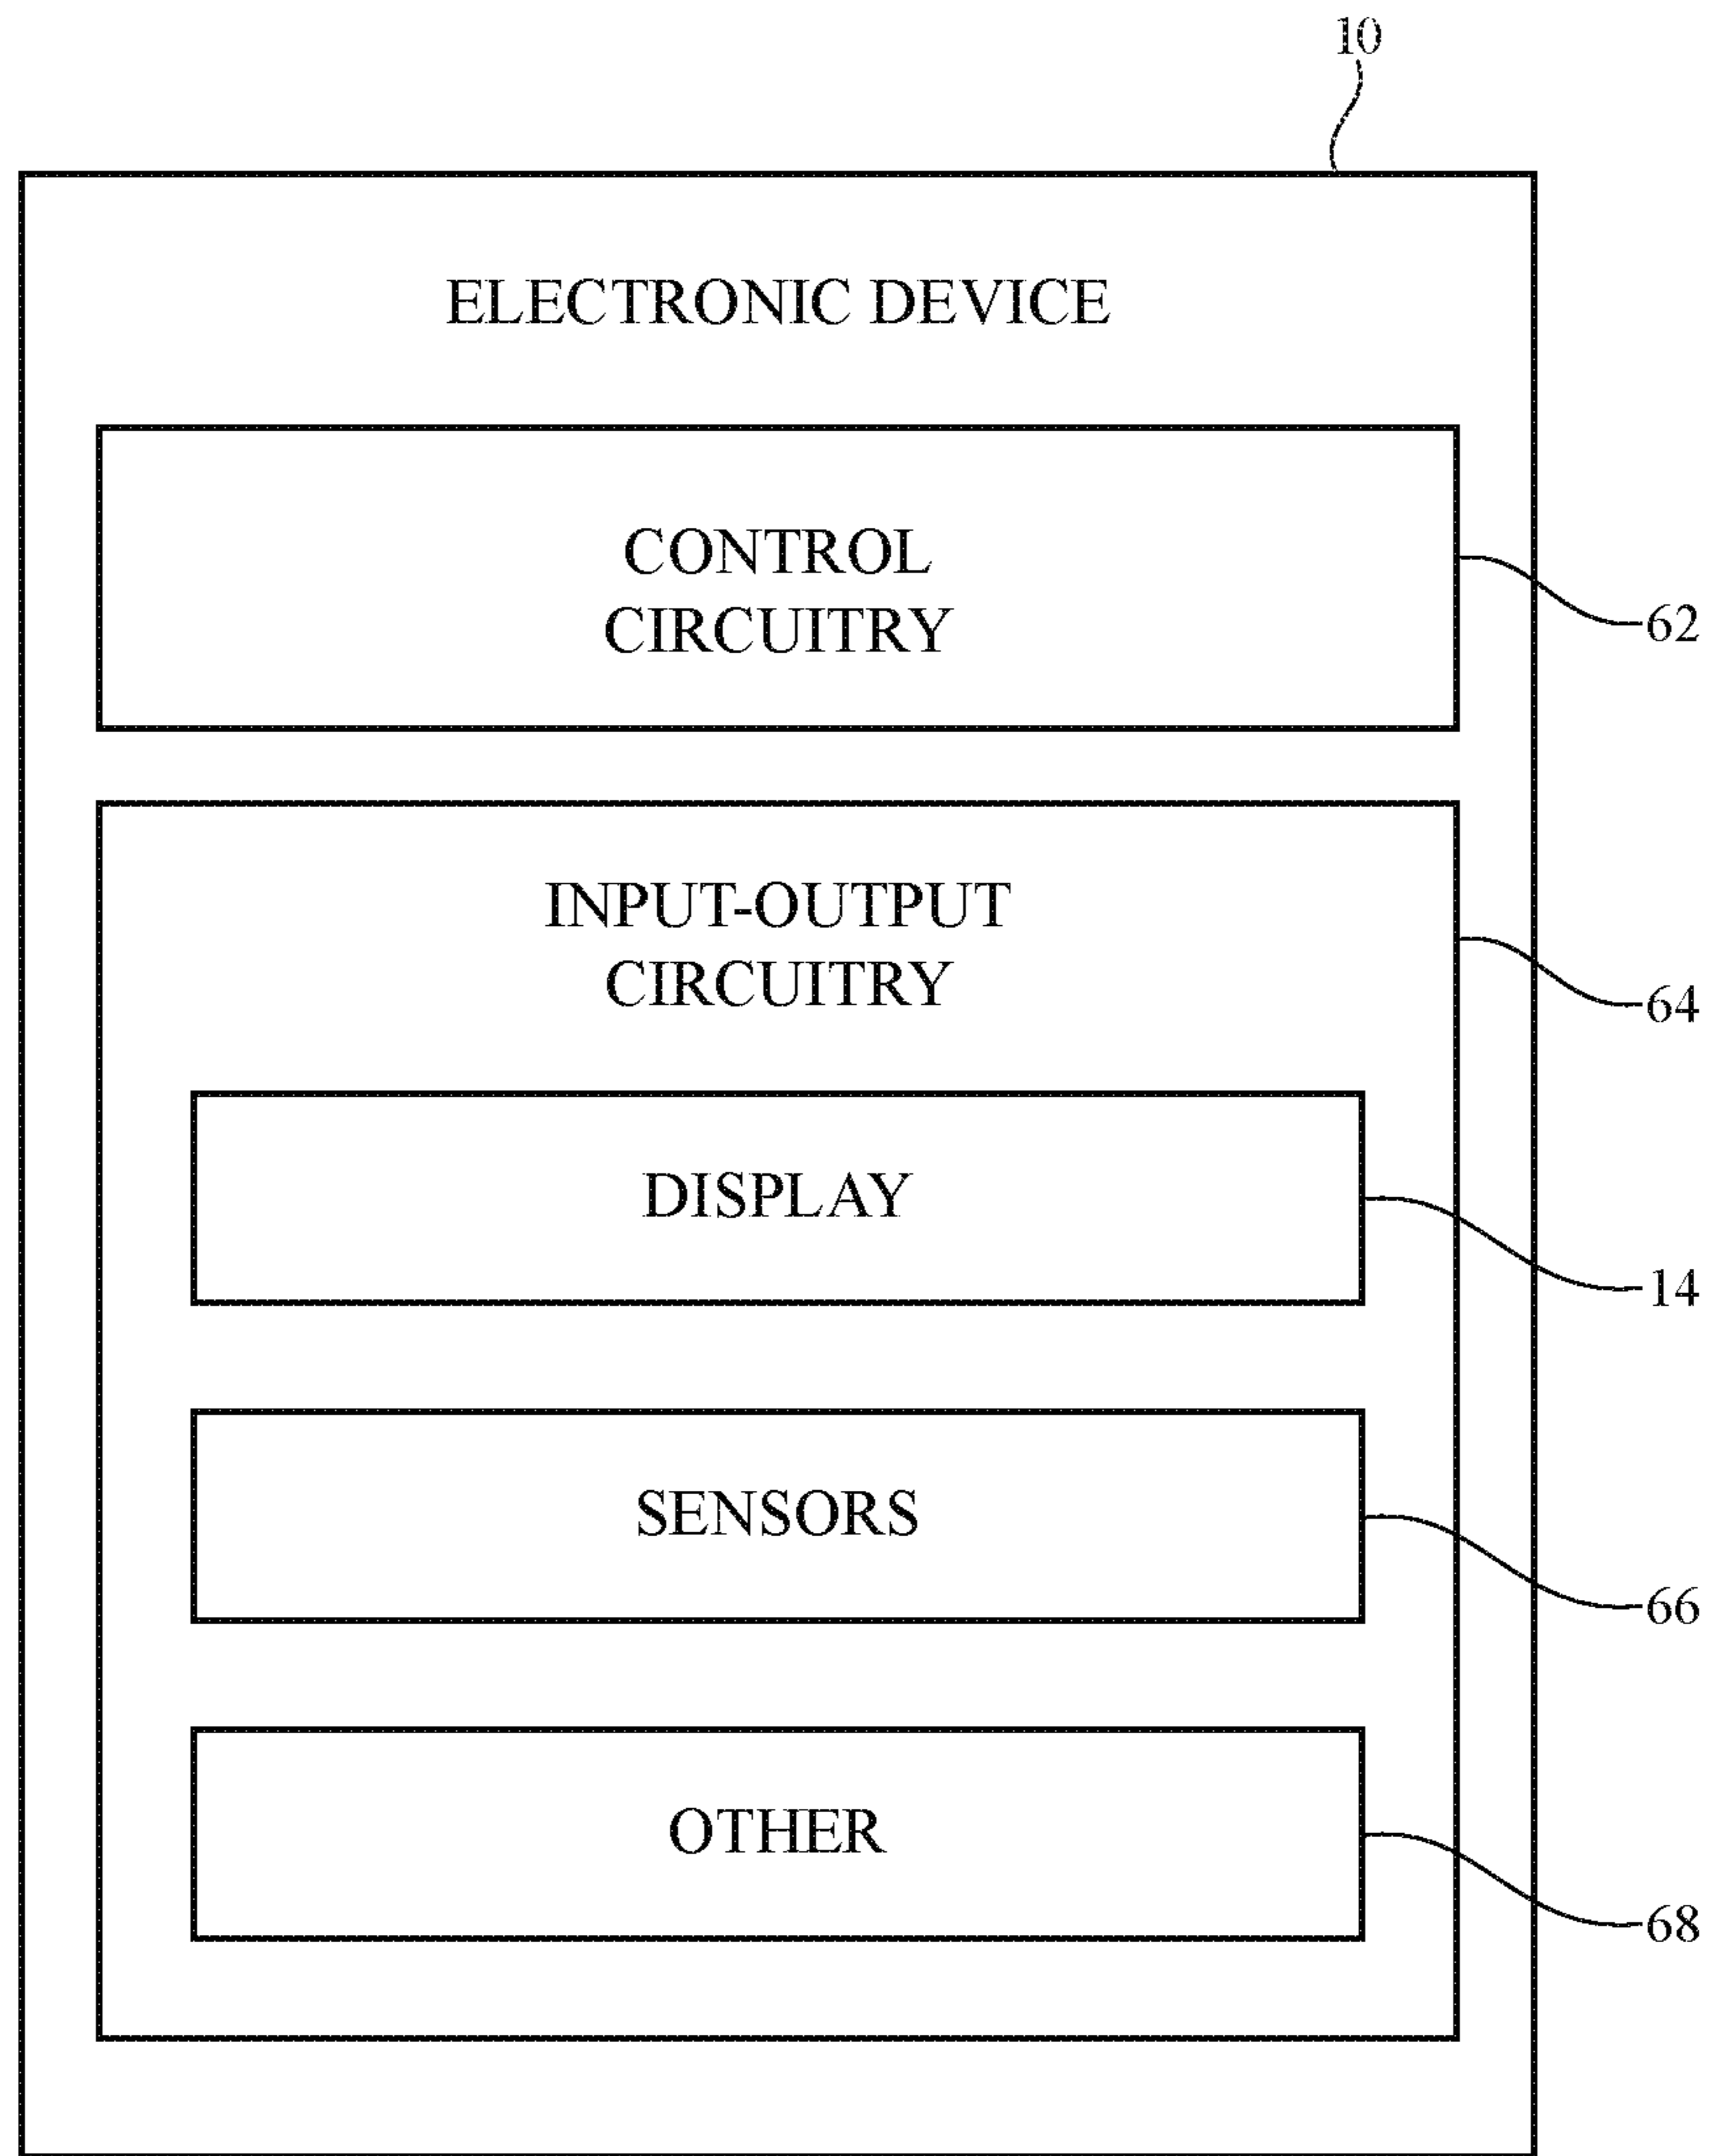 10
ELECTRONIC DEVICE
CONTROL
CIRCUITRY
62
INPUT-OUTPUT
CIRCUITRY
64
DISPLAY
14
SENSORS
66
OTHER
68